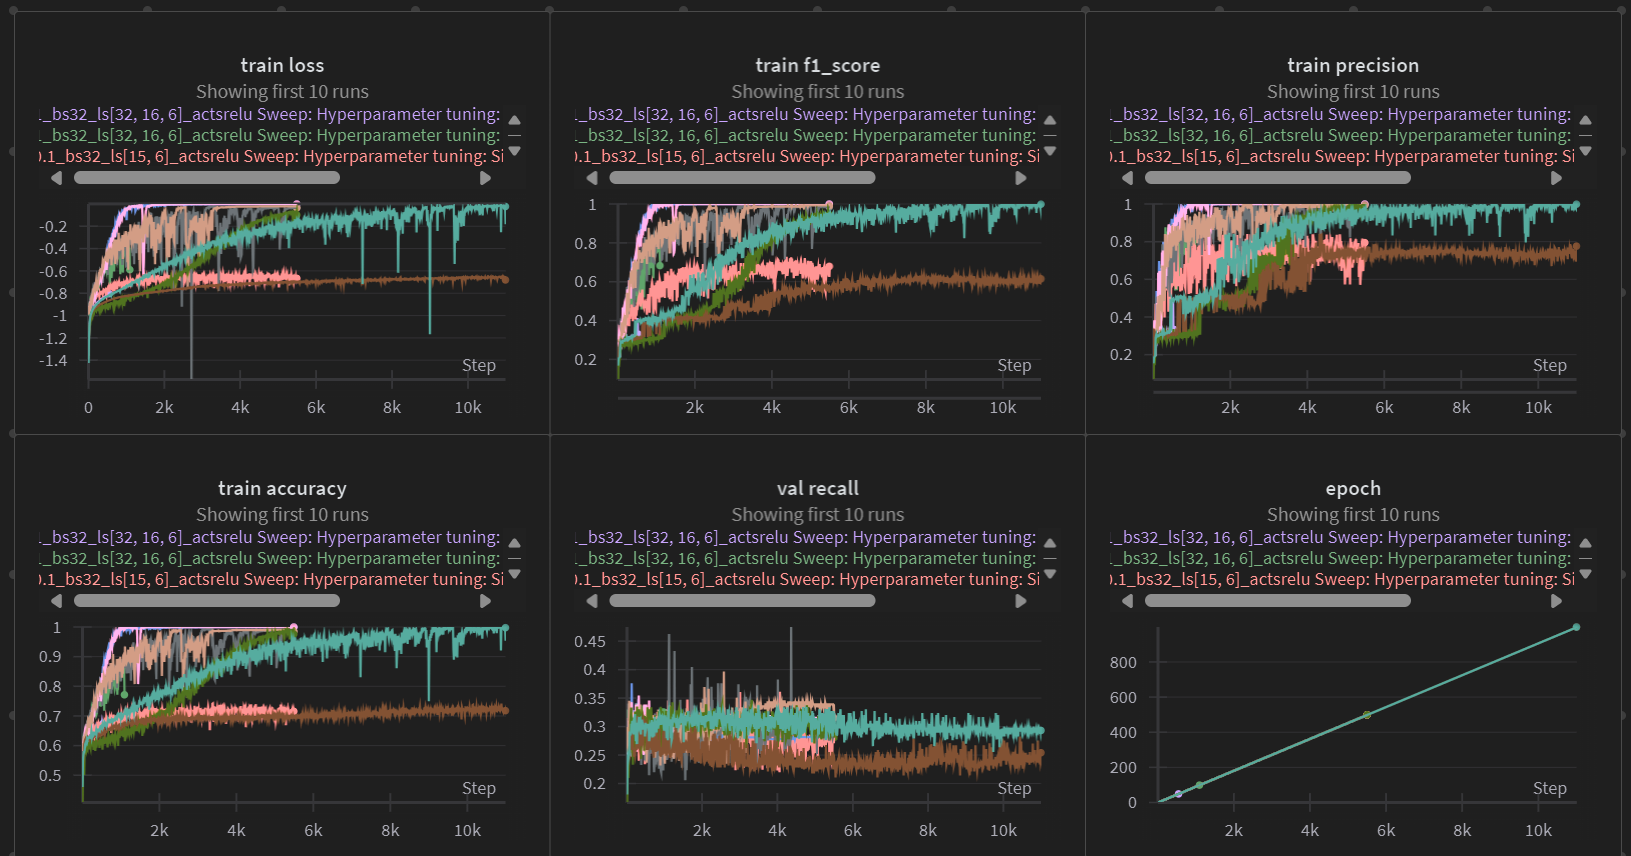 train loss
Showing first 10 runs
_bs32_ls[32, 16, 6]_actsrelu Sweep: Hyperparameter tuning:
_bs32_ls[32, 16, 6]_actsrelu Sweep: Hyperparameter tuning:
0.1_bs32_ls[15, 6]_actsrelu Sweep: Hyperparameter tuning: Si
-0.2
-0.4
-0.6
-0.8
-1
-1.2
-1.4
Step
0 2k 4k 6k 8k 10k
train f1_score
Showing first 10 runs
_bs32_ls[32, 16, 6]_actsrelu Sweep: Hyperparameter tuning:
_bs32_ls[32, 16, 6]_actsrelu Sweep: Hyperparameter tuning:
0.1_bs32_ls[15, 6]_actsrelu Sweep: Hyperparameter tuning: Si
1
0.8
0.6
0.4
0.2
Step
2k 4k 6k 8k 10k
train precision
Showing first 10 runs
_bs32_ls[32, 16, 6]_actsrelu Sweep: Hyperparameter tuning:
_bs32_ls[32, 16, 6]_actsrelu Sweep: Hyperparameter tuning:
0.1_bs32_ls[15, 6]_actsrelu Sweep: Hyperparameter tuning: Si
1
0.8
0.6
0.4
0.2
Step
2k 4k 6k 8k 10k
train accuracy
Showing first 10 runs
_bs32_ls[32, 16, 6]_actsrelu Sweep: Hyperparameter tuning:
_bs32_ls[32, 16, 6]_actsrelu Sweep: Hyperparameter tuning:
0.1_bs32_ls[15, 6]_actsrelu Sweep: Hyperparameter tuning: Si
1
0.9
0.8
0.7
0.6
0.5
Step
2k 4k 6k 8k 10k
val recall
Showing first 10 runs
_bs32_ls[32, 16, 6]_actsrelu Sweep: Hyperparameter tuning:
_bs32_ls[32, 16, 6]_actsrelu Sweep: Hyperparameter tuning:
0.1_bs32_ls[15, 6]_actsrelu Sweep: Hyperparameter tuning: Si
0.45
0.4
0.35
0.3
0.25
0.2
Step
2k 4k 6k 8k 10k
epoch
Showing first 10 runs
_bs32_ls[32, 16, 6]_actsrelu Sweep: Hyperparameter tuning:
_bs32_ls[32, 16, 6]_actsrelu Sweep: Hyperparameter tuning:
0.1_bs32_ls[15, 6]_actsrelu Sweep: Hyperparameter tuning: Si
800
600
400
200
0
Step
2k 4k 6k 8k 10k